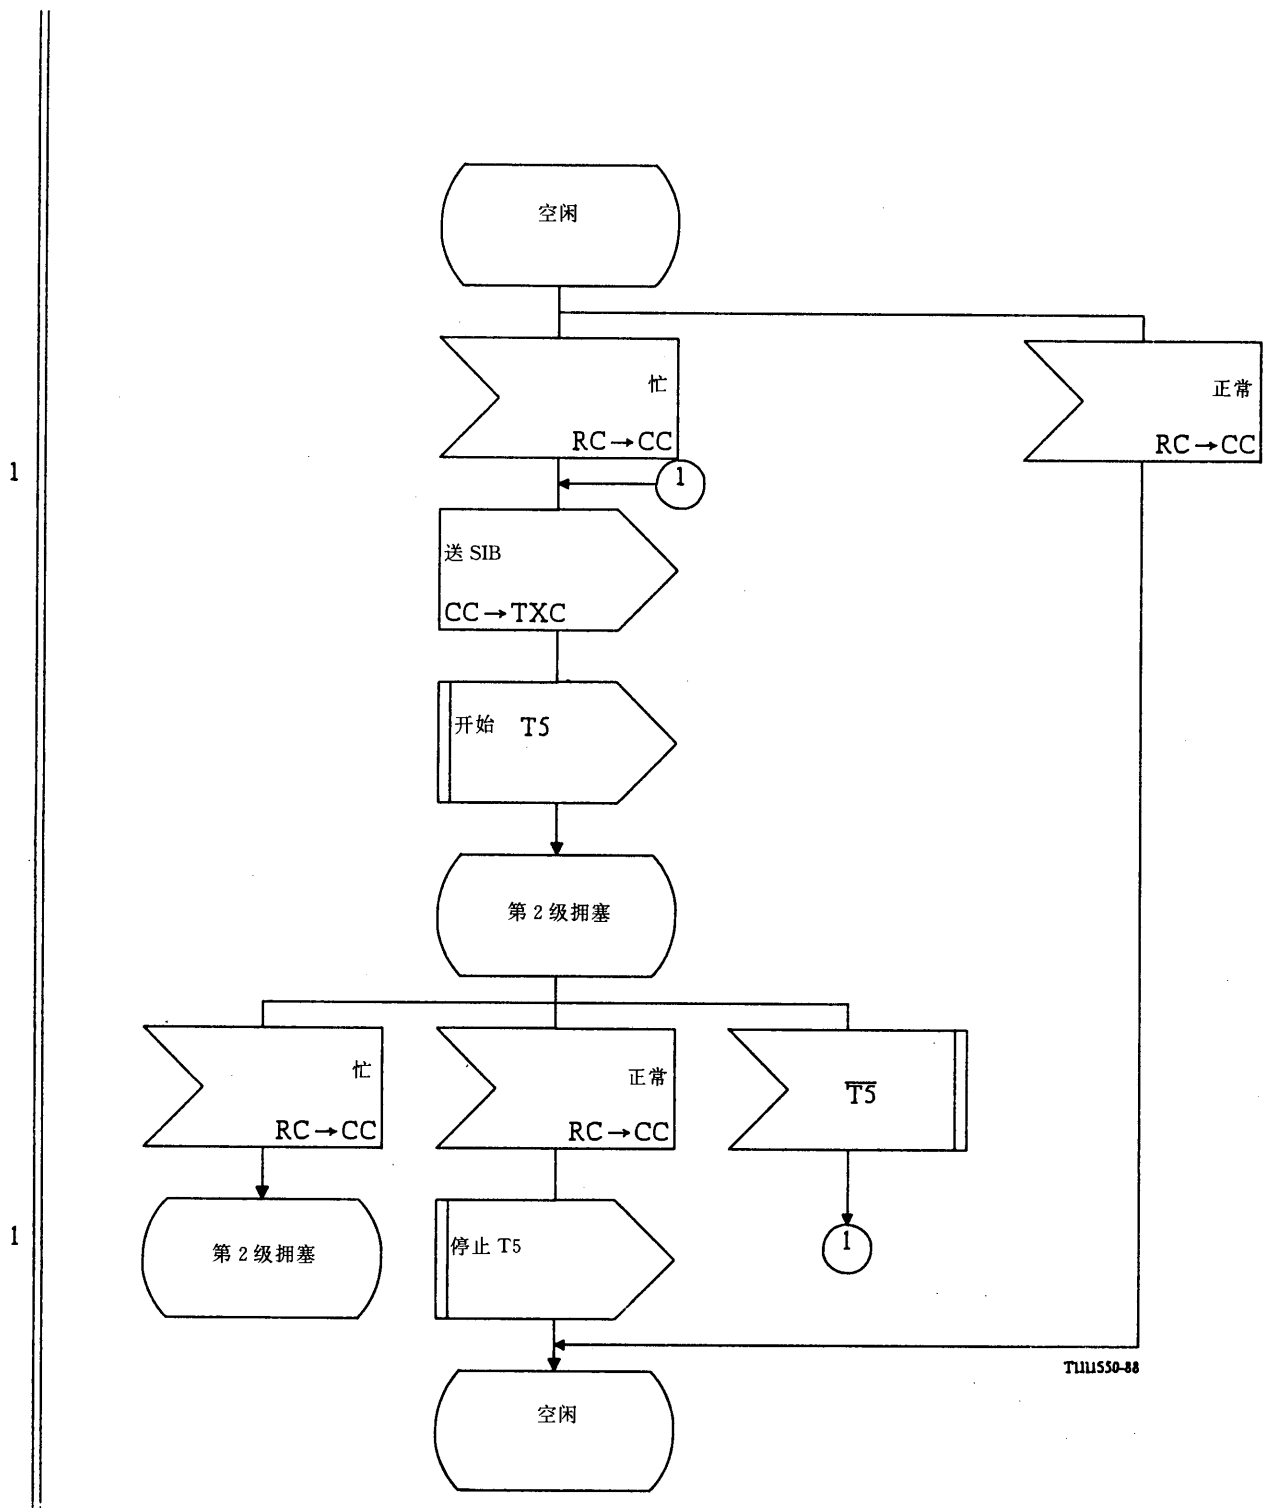 空闲
忙
RC→CC
正常
RC→CC
1
1
送 SIB
CC→TXC
开始 T5
第 2 级拥塞
忙
RC→CC
正常
RC→CC
T5
第 2 级拥塞
停止 T5
1
1
T1111550-88
空闲